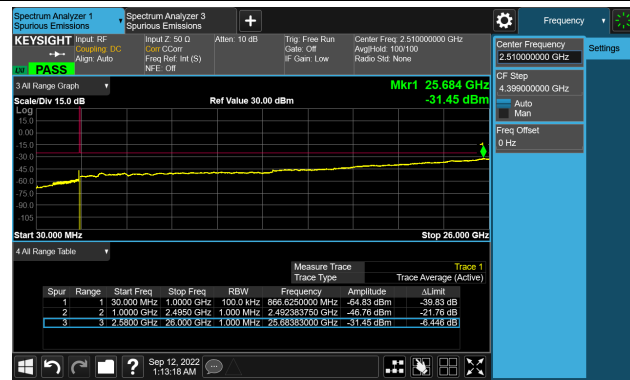 Spectrum Analyzer 1
Spurious Emissions
Spectrum Analyzer 3
Spurious Emissions
Frequency
KEYSIGHT
Input: RF
Coupling: DC
Align: Auto
Input Z: 50 Ω
Corr CCorr
Freq Ref: Int (S)
NFE: Off
Atten: 10 dB
Trig: Free Run
Gate: Off
IF Gain: Low
Center Freq: 2.510000000 GHz
Avg|Hold: 100/100
Radio Std: None
PASS
Center Frequency
2.510000000 GHz
Settings
CF Step
4.399000000 GHz
Auto
Man
Freq Offset
0 Hz
3 All Range Graph
Mkr1 25.684 GHz
Scale/Div 15.0 dB
Ref Value 30.00 dBm
-31.45 dBm
Log
15.0
0.00
-15.0
-30.0
-45.0
-60.0
-75.0
-90.0
-105
1
Start 30.000 MHz
Stop 26.000 GHz
4 All Range Table
Measure Trace
Trace 1
Trace Type
Trace Average (Active)
Spur Range Start Freq Stop Freq RBW Frequency Amplitude ΔLimit
1 1 30.000 MHz 1.0000 GHz 100.0 kHz 866.6250000 MHz -64.83 dBm -39.83 dB
2 2 1.0000 GHz 2.4950 GHz 1.000 MHz 2.492383750 GHz -46.76 dBm -21.76 dB
3 3 2.5800 GHz 26.000 GHz 1.000 MHz 25.68383000 GHz -31.45 dBm -6.446 dB
Sep 12, 2022
1:13:18 AM